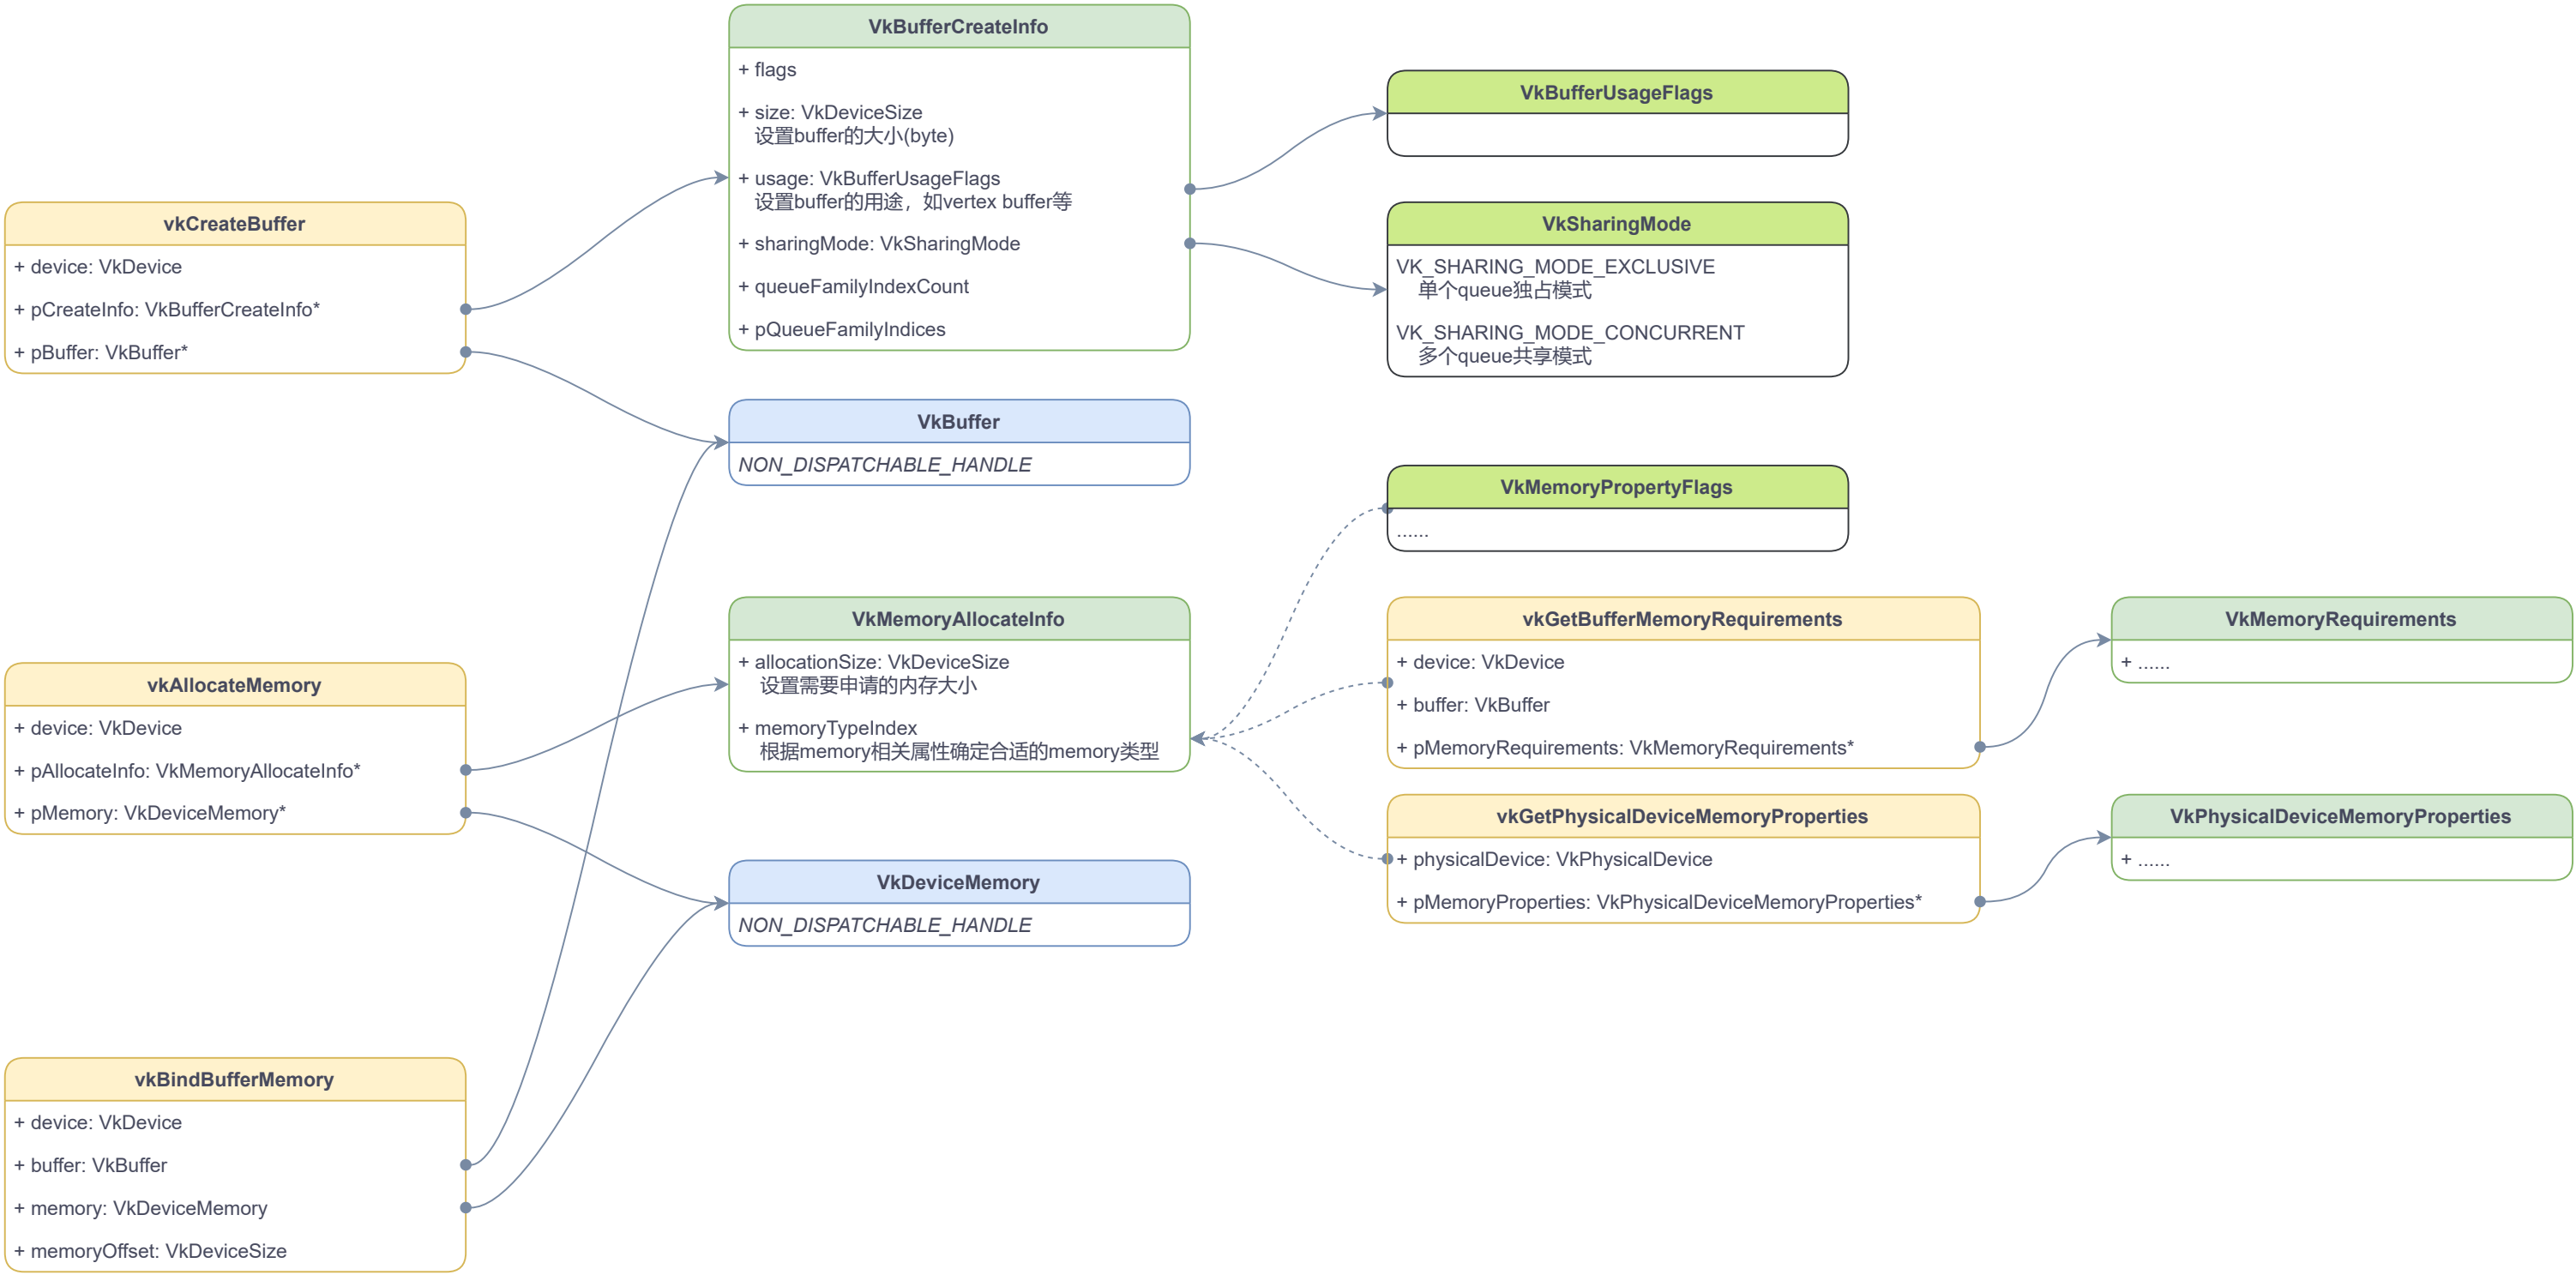 vkCreateBuffer
+ device: VkDevice
+ pCreateInfo: VkBufferCreateInfo*
+ pBuffer: VkBuffer*
vkAllocateMemory
+ device: VkDevice
+ pAllocateInfo: VkMemoryAllocateInfo*
+ pMemory: VkDeviceMemory*
vkBindBufferMemory
+ device: VkDevice
+ buffer: VkBuffer
+ memory: VkDeviceMemory
+ memoryOffset: VkDeviceSize
VkBufferCreateInfo
+ flags
+ size: VkDeviceSize
设置buffer的大小(byte)
+ usage: VkBufferUsageFlags
设置buffer的用途，如vertex buffer等
+ sharingMode: VkSharingMode
+ queueFamilyIndexCount
+ pQueueFamilyIndices
VkBuffer
NON_DISPATCHABLE_HANDLE
VkMemoryAllocateInfo
+ allocationSize: VkDeviceSize
设置需要申请的内存大小
+ memoryTypeIndex
根据memory相关属性确定合适的memory类型
VkDeviceMemory
NON_DISPATCHABLE_HANDLE
VkBufferUsageFlags
VkSharingMode
VK_SHARING_MODE_EXCLUSIVE
单个queue独占模式
VK_SHARING_MODE_CONCURRENT
多个queue共享模式
VkMemoryPropertyFlags
......
vkGetBufferMemoryRequirements
+ device: VkDevice
+ buffer: VkBuffer
+ pMemoryRequirements: VkMemoryRequirements*
vkGetPhysicalDeviceMemoryProperties
+ physicalDevice: VkPhysicalDevice
+ pMemoryProperties: VkPhysicalDeviceMemoryProperties*
VkMemoryRequirements
+ ......
VkPhysicalDeviceMemoryProperties
+ ......